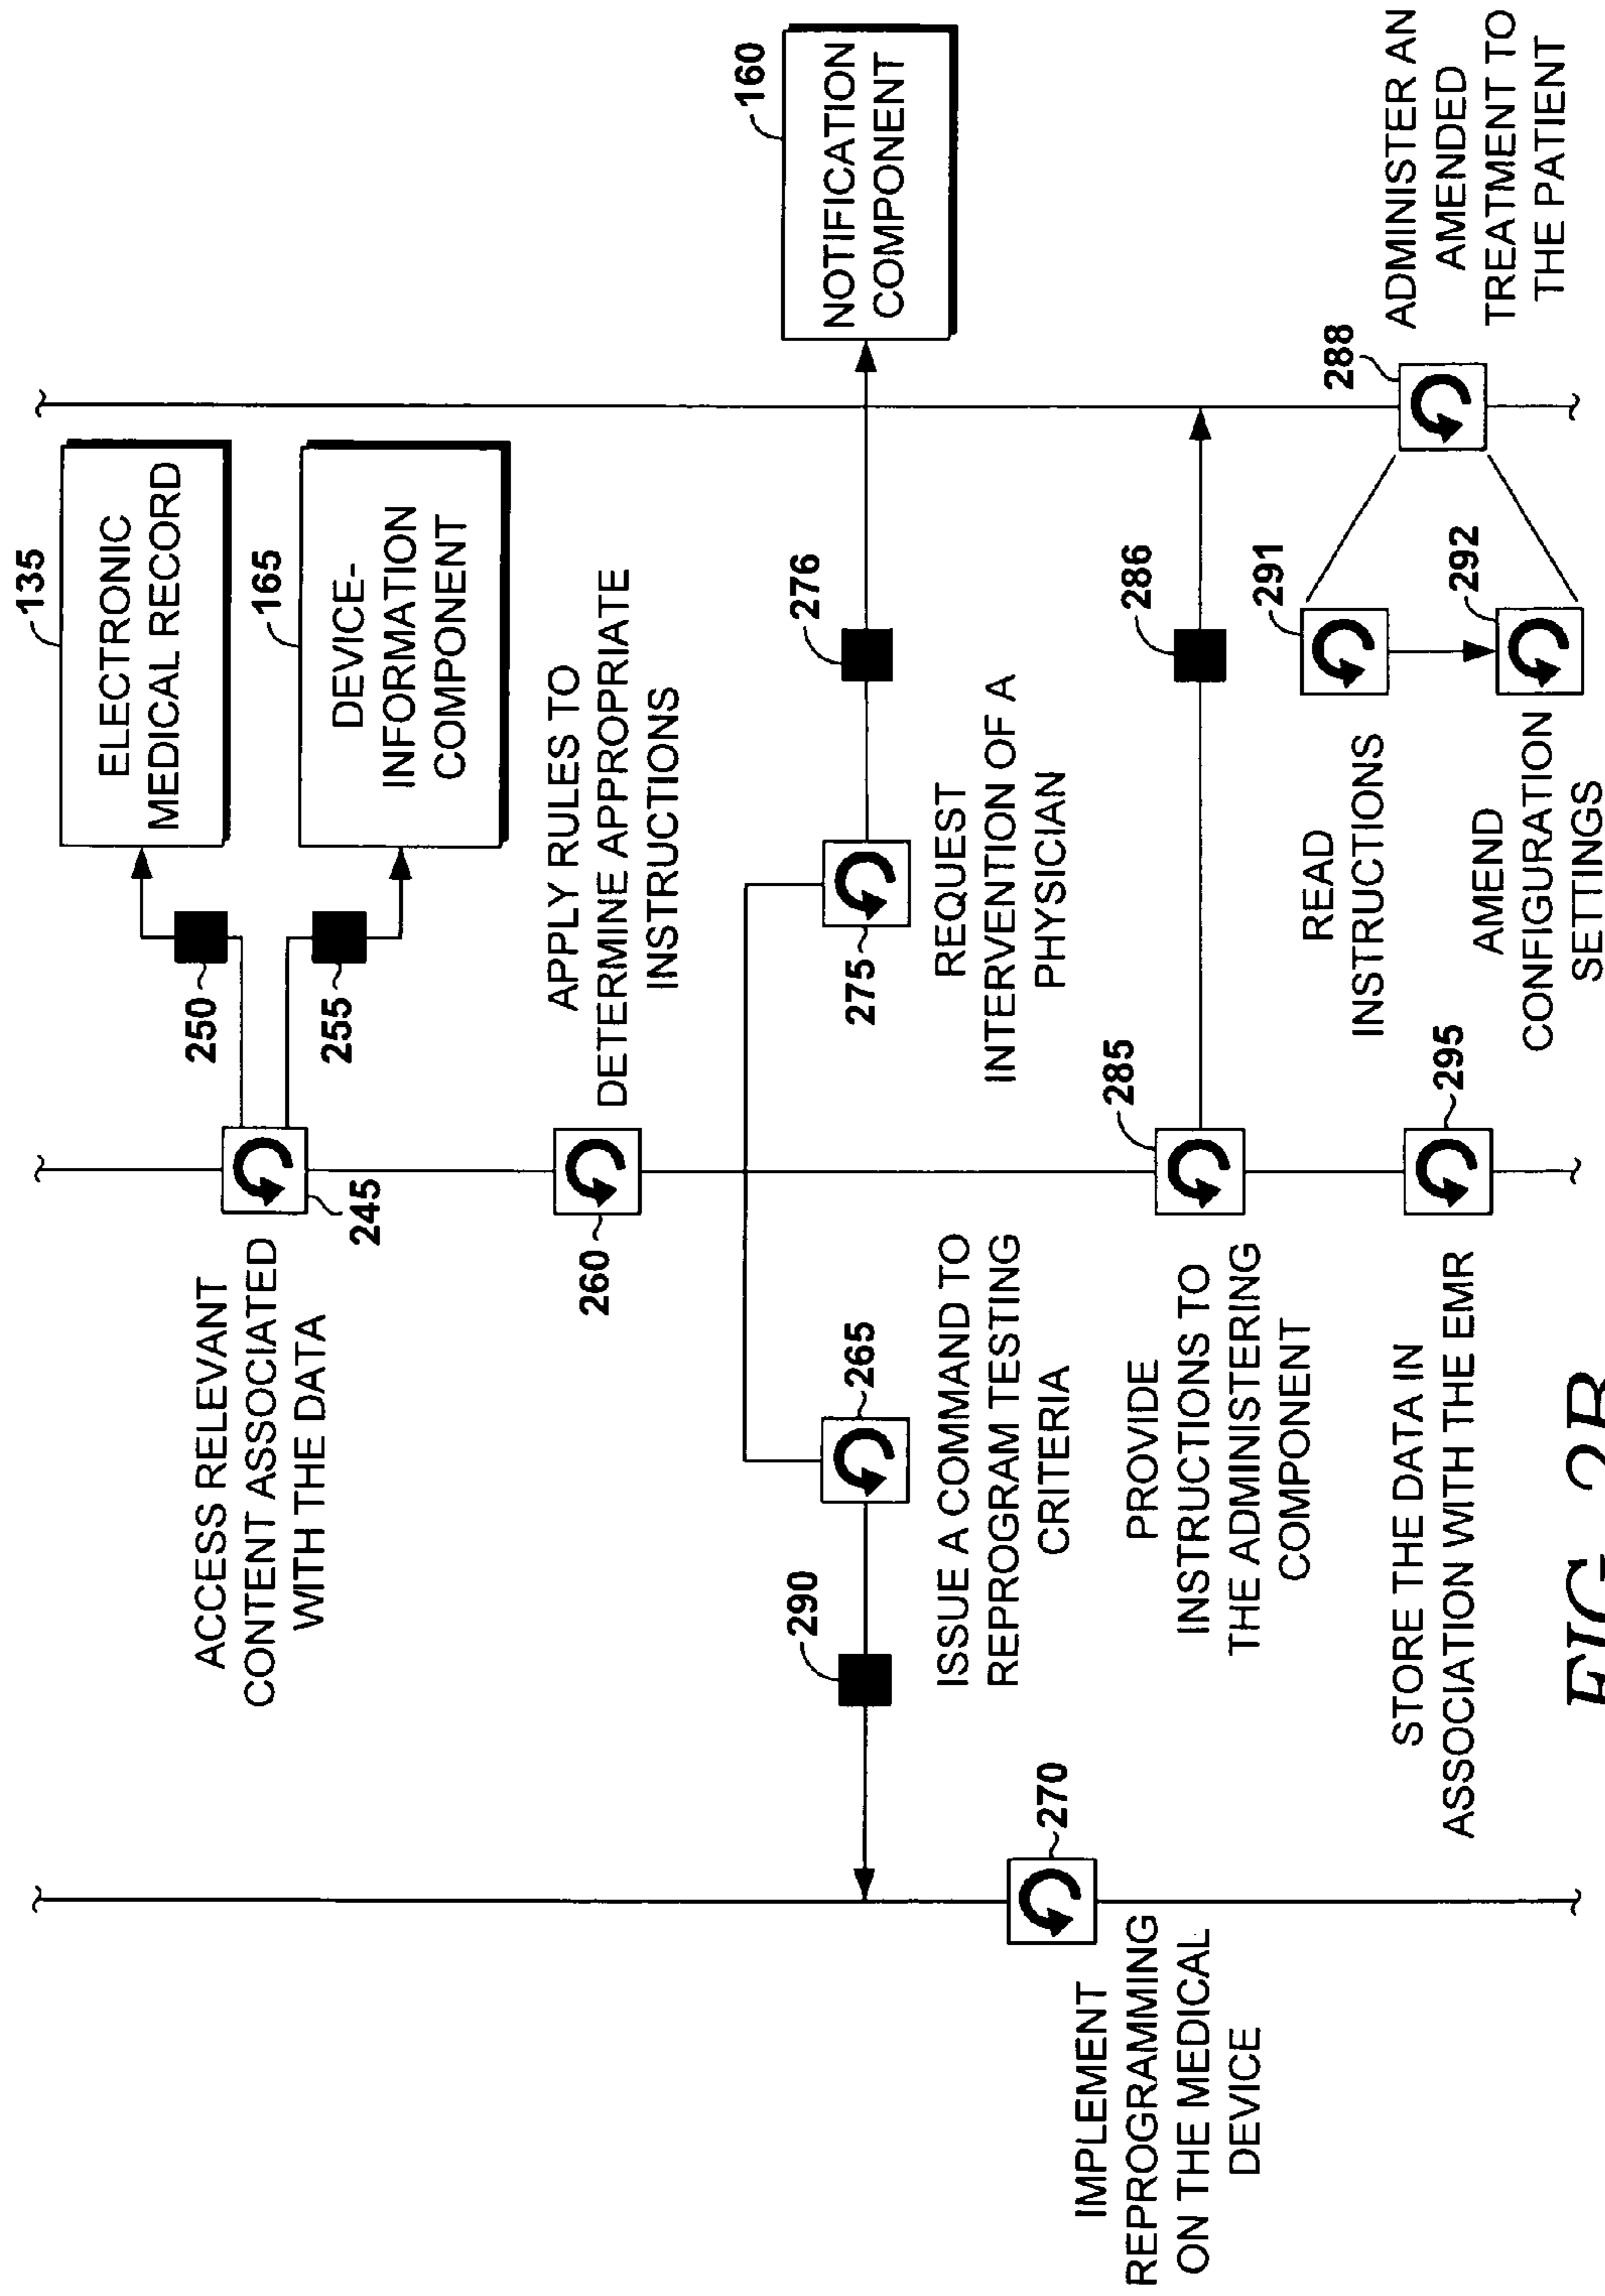 135
ELECTRONIC
MEDICAL RECORD
250
165
DEVICE-
INFORMATION
COMPONENT
255
ACCESS RELEVANT
CONTENT ASSOCIATED
WITH THE DATA
245
APPLY RULES TO
DETERMINE APPROPRIATE
INSTRUCTIONS
260
160
NOTIFICATION
COMPONENT
276
275
REQUEST
INTERVENTION OF A
PHYSICIAN
265
ISSUE A COMMAND TO
REPROGRAM TESTING
CRITERIA
290
270
IMPLEMENT
REPROGRAMMING
ON THE MEDICAL
DEVICE
285
PROVIDE
INSTRUCTIONS TO
THE ADMINISTERING
COMPONENT
286
288
ADMINISTER AN
AMENDED
TREATMENT TO
THE PATIENT
291
READ
INSTRUCTIONS
292
AMEND
CONFIGURATION
SETTINGS
295
STORE THE DATA IN
ASSOCIATION WITH THE EMR
FIG. 2B